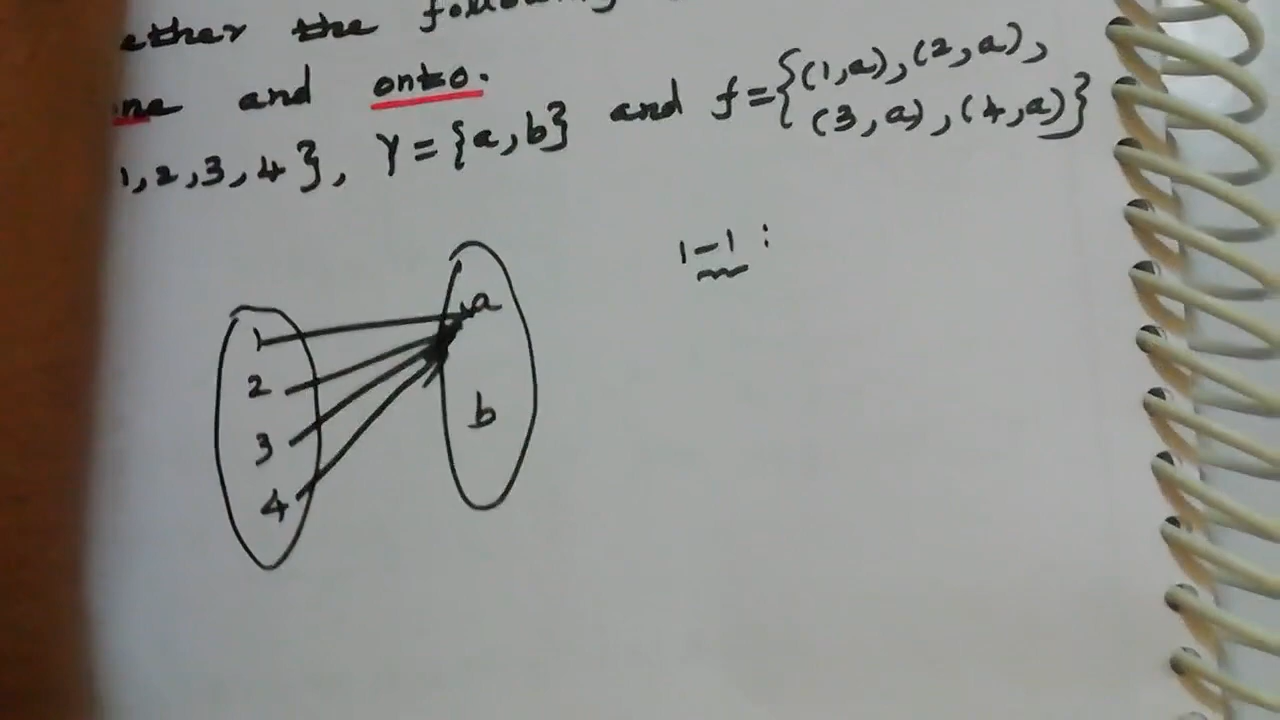 ether the following
ne and onto.
1,2,3,4}, Y={a,b} and f={(1,a),(2,a),
(3,a),(4,a)}
1-1:
1
2
3
4
a
b